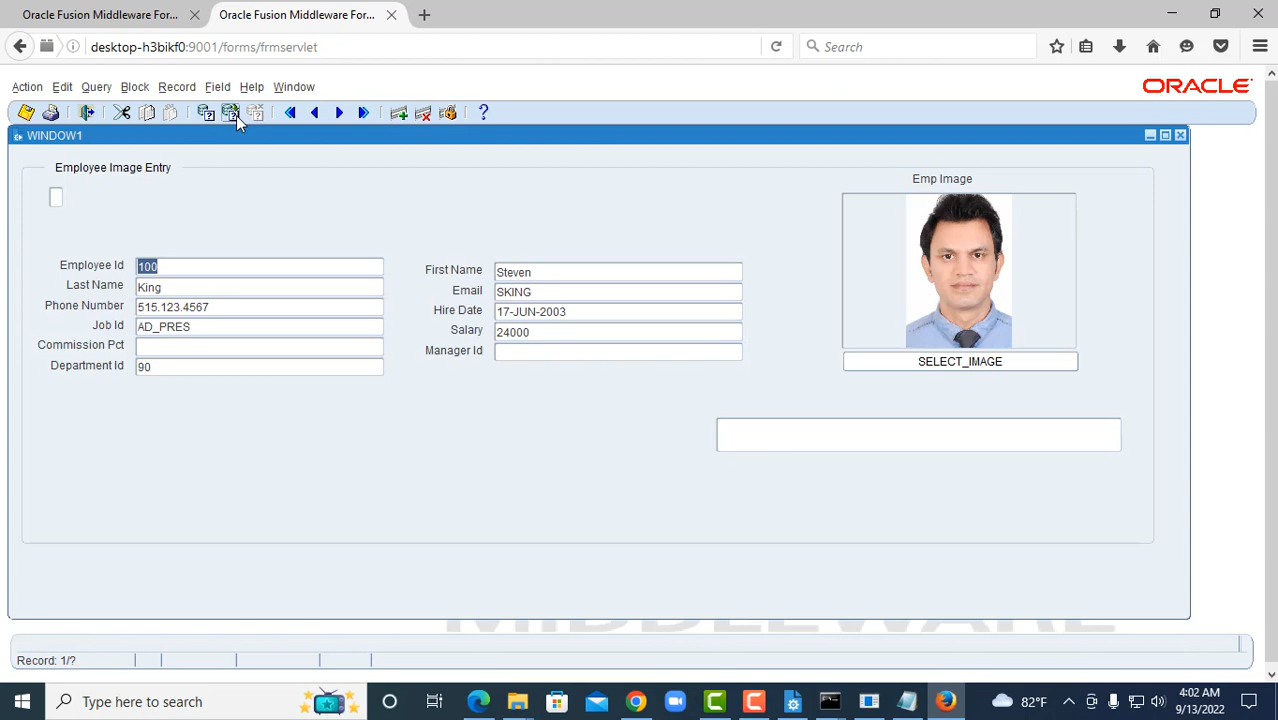 Oracle Fusion Middleware For...
Oracle Fusion Middleware For...
desktop-h3bikf0:9001/forms/frmservlet
Search
Action Edit Query Block Record Field Help Window
ORACLE
WINDOW1
Employee Image Entry
Emp Image
Employee Id 100
First Name Steven
Last Name King
Email SKING
Phone Number 515.123.4567
Hire Date 17-JUN-2003
Job Id AD_PRES
Salary 24000
Commission Pct
Manager Id
SELECT_IMAGE
Department Id 90
MIDDLEWARE
Record: 1/?
Type here to search
82°F
4:02 AM
9/13/2022